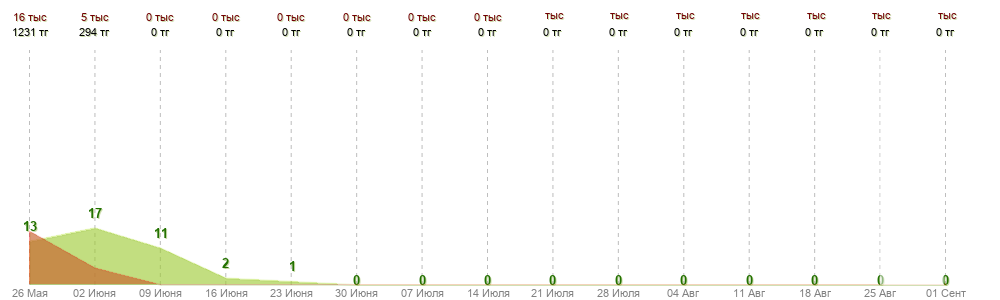 16 тыс 5 тыс 0 тыс 0 тыс 0 тыс 0 тыс 0 тыс 0 тыс тыс тыс тыс тыс тыс тыс тыс
1231 тг 294 тг 0 тг 0 тг 0 тг 0 тг 0 тг 0 тг 0 тг 0 тг 0 тг 0 тг 0 тг 0 тг 0 тг
13 17 11 2 1 0 0 0 0 0 0 0 0 0 0
26 Мая 02 Июня 09 Июня 16 Июня 23 Июня 30 Июня 07 Июля 14 Июля 21 Июля 28 Июля 04 Авг 11 Авг 18 Авг 25 Авг 01 Сент